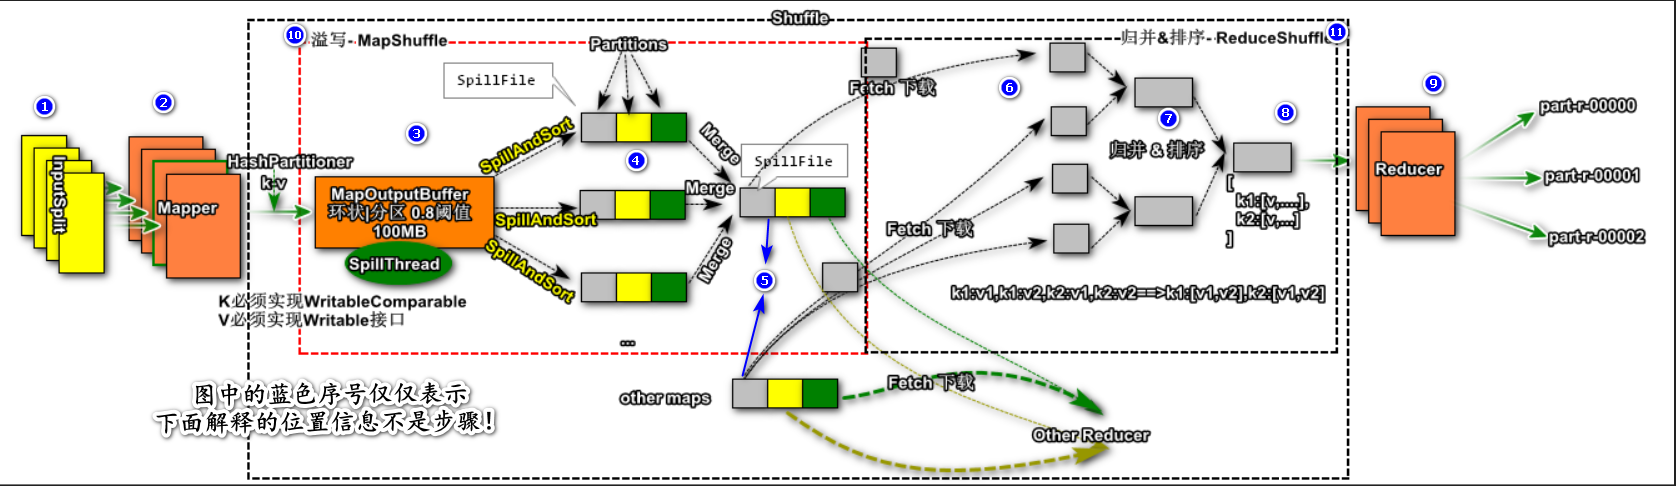 Shuffle
10
溢写- MapShuffle
Partitions
归并&排序- ReduceShuffle
11
SpillFile
Fetch 下载
6
9
1
2
3
SpillAndSort
4
Merge
7
8
part-r-00000
InputSplit
HashPartitioner
k-v
Mapper
MapOutputBuffer
环状|分区 0.8阈值
100MB
SpillThread
SpillAndSort
SpillAndSort
Merge
Merge
SpillFile
归并 & 排序
[
k1:[v,....],
k2:[v,...]
]
Reducer
part-r-00001
part-r-00002
Fetch 下载
5
K必须实现WritableComparable
V必须实现Writable接口
k1:v1,k1:v2,k2:v1,k2:v2==>k1:[v1,v2],k2:[v1,v2]
...
图中的蓝色序号仅仅表示
下面解释的位置信息不是步骤!
other maps
Fetch 下载
Other Reducer